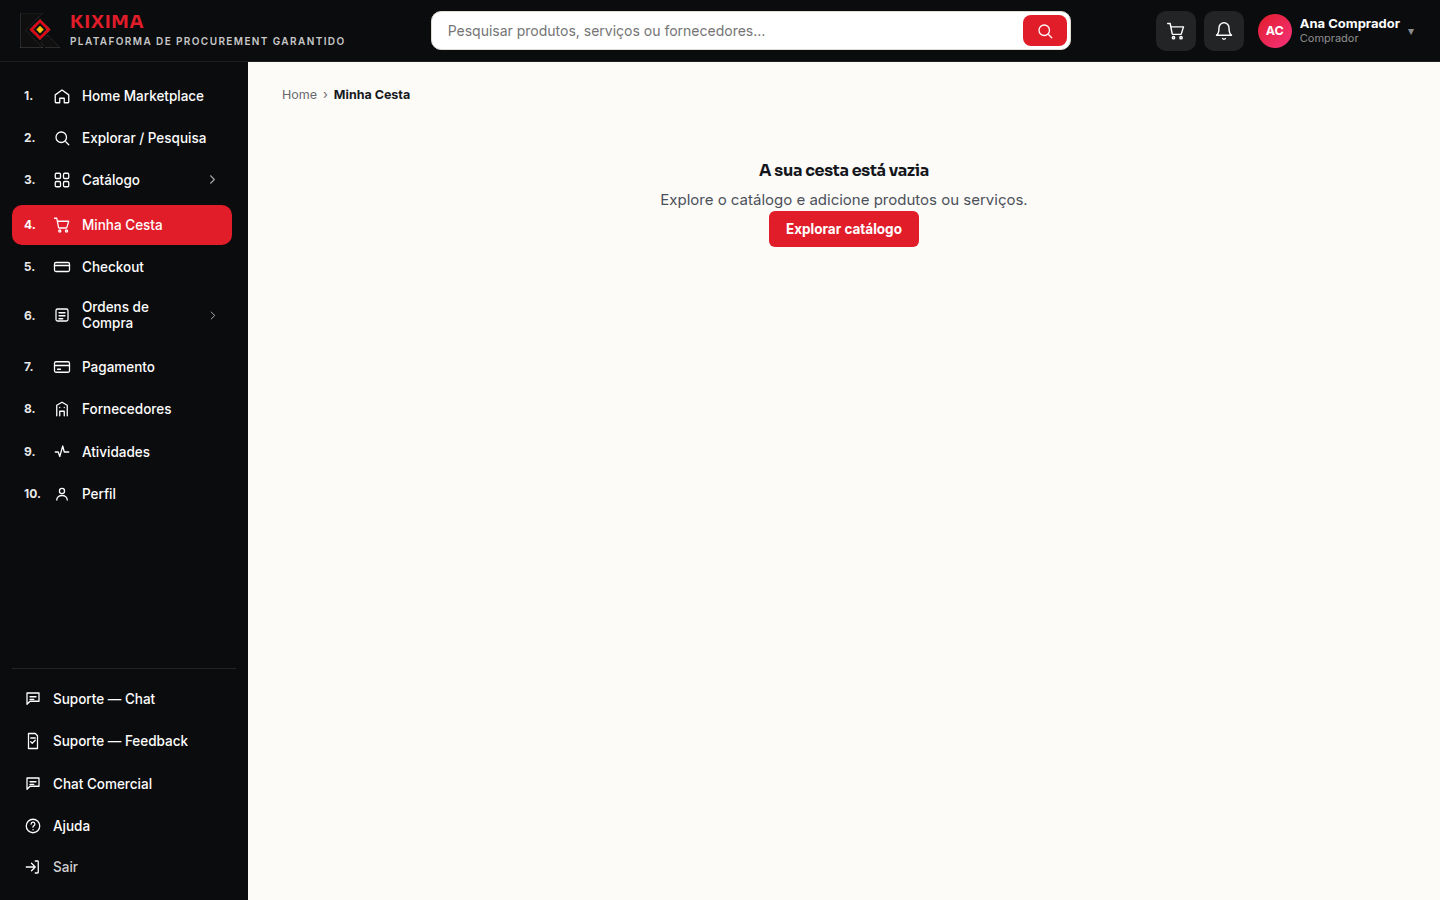 KIXIMA
PLATAFORMA DE PROCUREMENT GARANTIDO
Pesquisar produtos, serviços ou fornecedores...
AC
Ana Comprador
Comprador
1. Home Marketplace
2. Explorar / Pesquisa
3. Catálogo
4. Minha Cesta
5. Checkout
6. Ordens de
Compra
7. Pagamento
8. Fornecedores
9. Atividades
10. Perfil
Suporte — Chat
Suporte — Feedback
Chat Comercial
Ajuda
Sair
Home › Minha Cesta
A sua cesta está vazia
Explore o catálogo e adicione produtos ou serviços.
Explorar catálogo